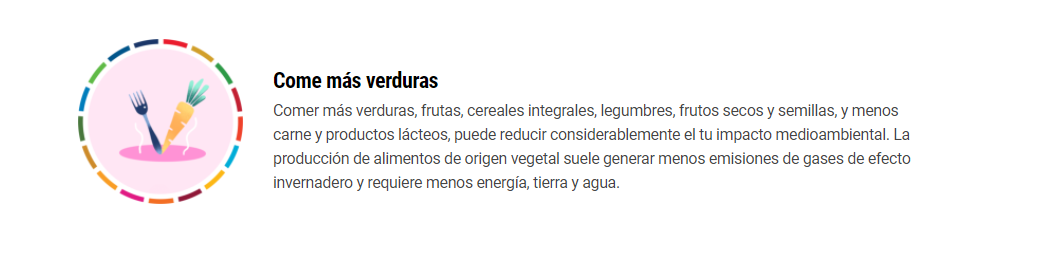 Come más verduras
Comer más verduras, frutas, cereales integrales, legumbres, frutos secos y semillas, y menos
carne y productos lácteos, puede reducir considerablemente el tu impacto medioambiental. La
producción de alimentos de origen vegetal suele generar menos emisiones de gases de efecto
invernadero y requiere menos energía, tierra y agua.